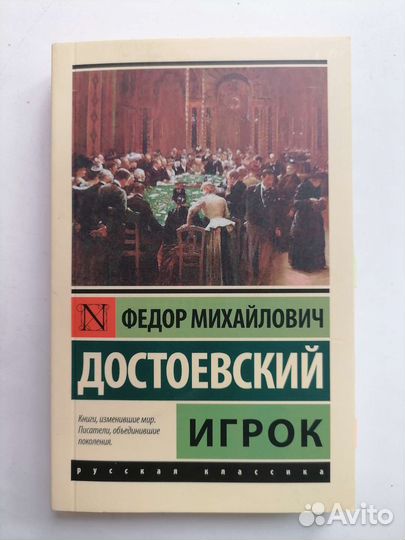 N
ФЕДОР МИХАЙЛОВИЧ
ДОСТОЕВСКИЙ
Книги, изменившие мир.
Писатели, объединившие
поколения.
ИГРОК
русская классика
Avito